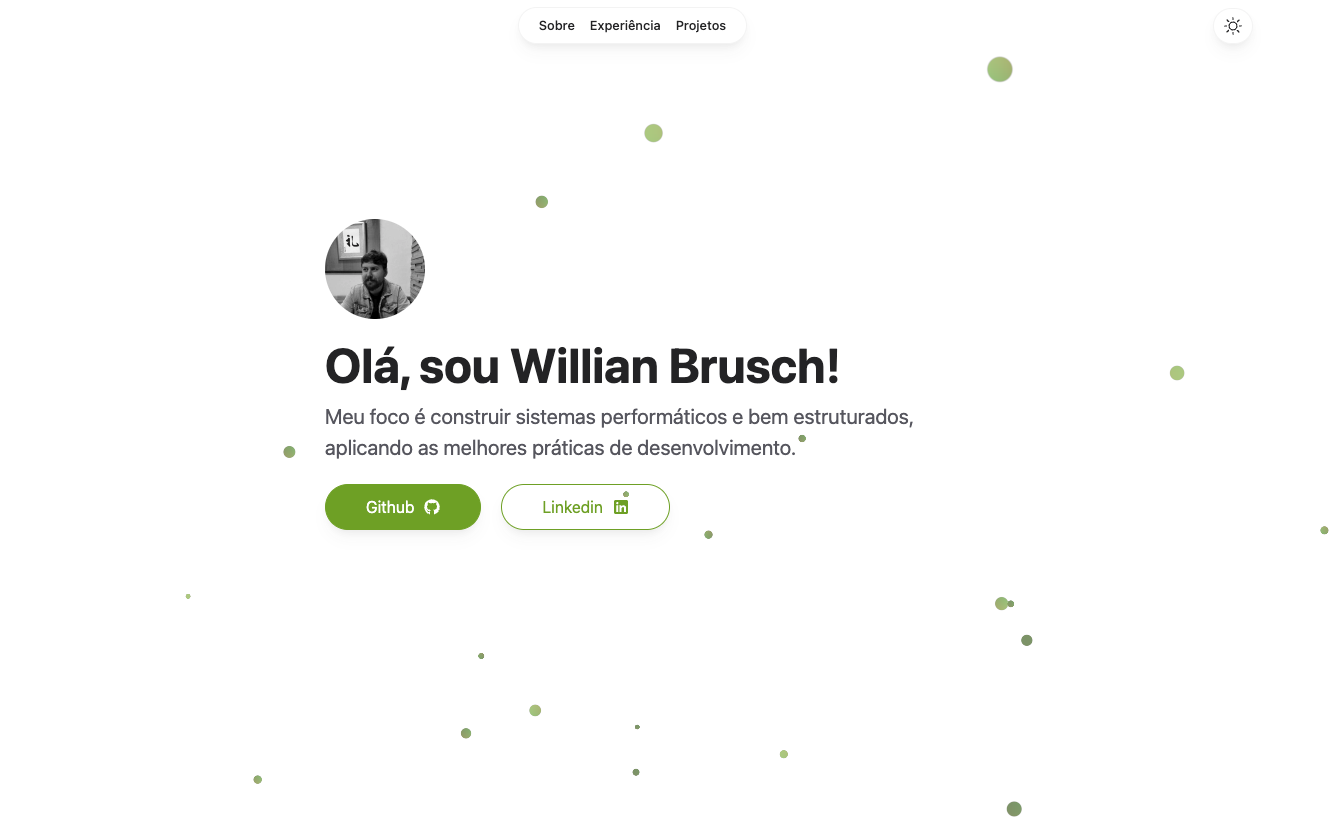 Sobre Experiência Projetos
Olá, sou Willian Brusch!
Meu foco é construir sistemas performáticos e bem estruturados,
aplicando as melhores práticas de desenvolvimento.
Github
Linkedin